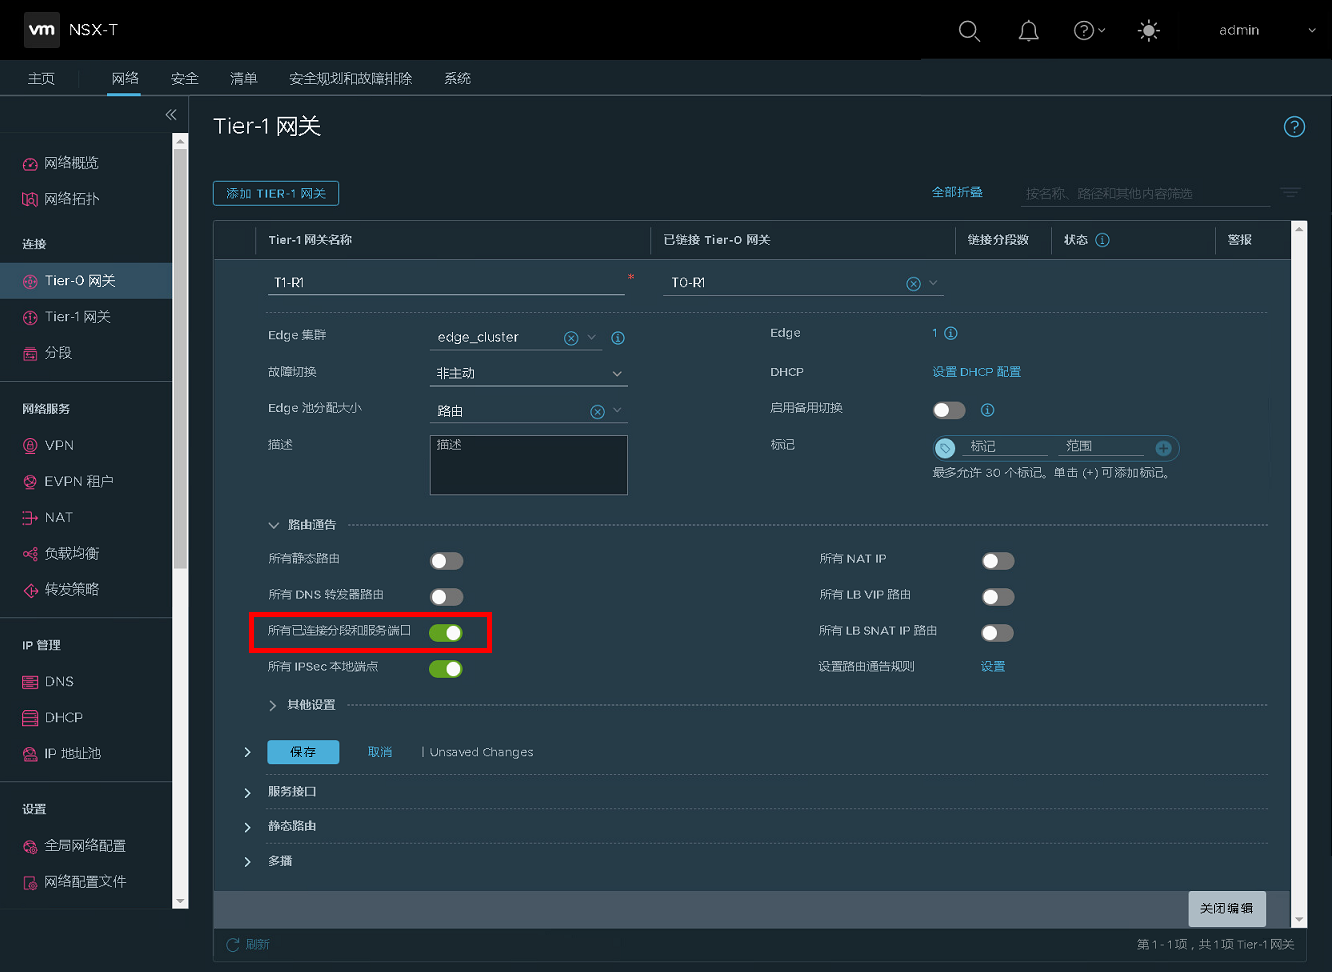 vm NSX-T
admin
主页 网络 安全 清单 安全规划和故障排除 系统
Tier-1 网关
网络概览
网络拓扑
连接
Tier-0 网关
Tier-1 网关
分段
网络服务
VPN
EVPN 租户
NAT
负载均衡
转发策略
IP 管理
DNS
DHCP
IP 地址池
设置
全局网络配置
网络配置文件
添加 TIER-1 网关
全部折叠
按名称、路径和其他内容筛选
Tier-1 网关名称 已链接 Tier-0 网关 链接分段数 状态 警报
T1-R1 * T0-R1
Edge 集群 edge_cluster Edge 1
故障切换 非主动 DHCP 设置 DHCP 配置
Edge 池分配大小 路由 启用备用切换
描述 描述 标记 标记 范围
最多允许 30 个标记。单击 (+) 可添加标记。
路由通告
所有静态路由 所有 NAT IP
所有 DNS 转发器路由 所有 LB VIP 路由
所有已连接分段和服务端口 所有 LB SNAT IP 路由
所有 IPSec 本地端点 设置路由通告规则 设置
其他设置
保存 取消 | Unsaved Changes
服务接口
静态路由
多播
关闭编辑
刷新 第 1 - 1 项，共 1 项 Tier-1 网关